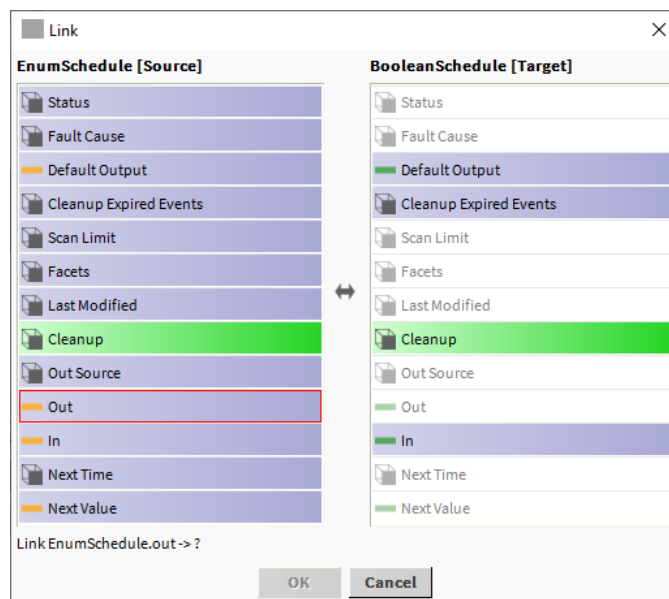 Link
EnumSchedule [Source]
Status
Fault Cause
Default Output
Cleanup Expired Events
Scan Limit
Facets
Last Modified
Cleanup
Out Source
Out
In
Next Time
Next Value
BooleanSchedule [Target]
Status
Fault Cause
Default Output
Cleanup Expired Events
Scan Limit
Facets
Last Modified
Cleanup
Out Source
Out
In
Next Time
Next Value
Link EnumSchedule.out -> ?
OK
Cancel